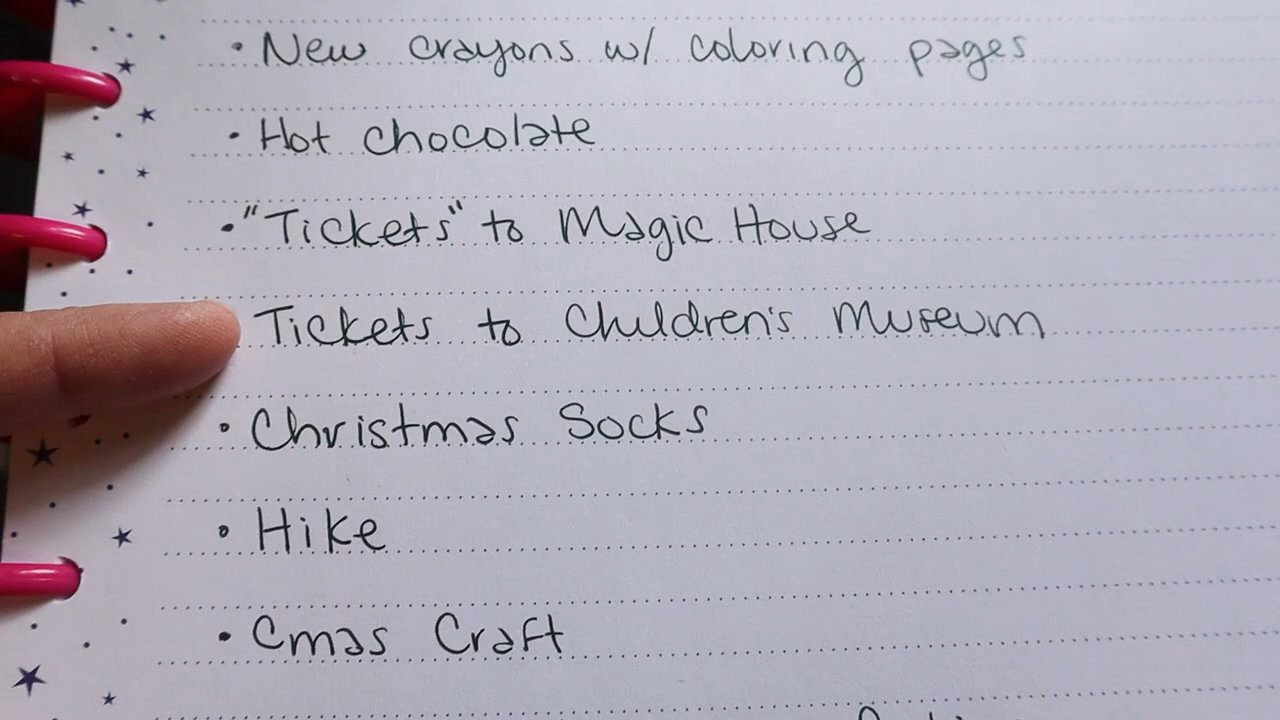 • New crayons w/ coloring pages
• Hot chocolate
• "Tickets" to Magic House
Tickets to Children's Museum
• Christmas Socks
• Hike
• Cmas Craft